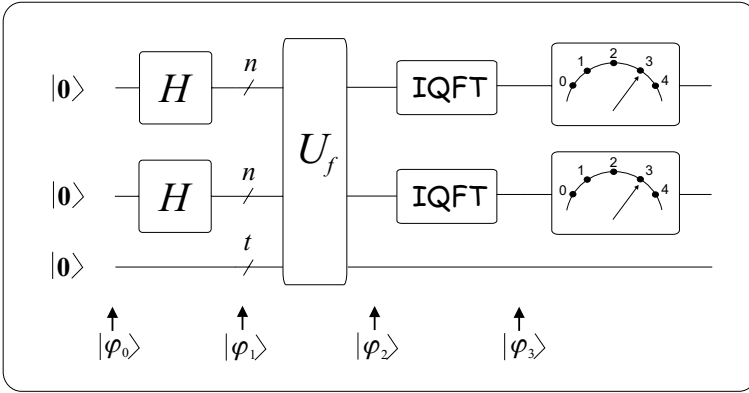 |0⟩ H n U_f IQFT 0 1 2 3 4
|0⟩ H n IQFT 0 1 2 3 4
|0⟩ t
|φ₀⟩ |φ₁⟩ |φ₂⟩ |φ₃⟩